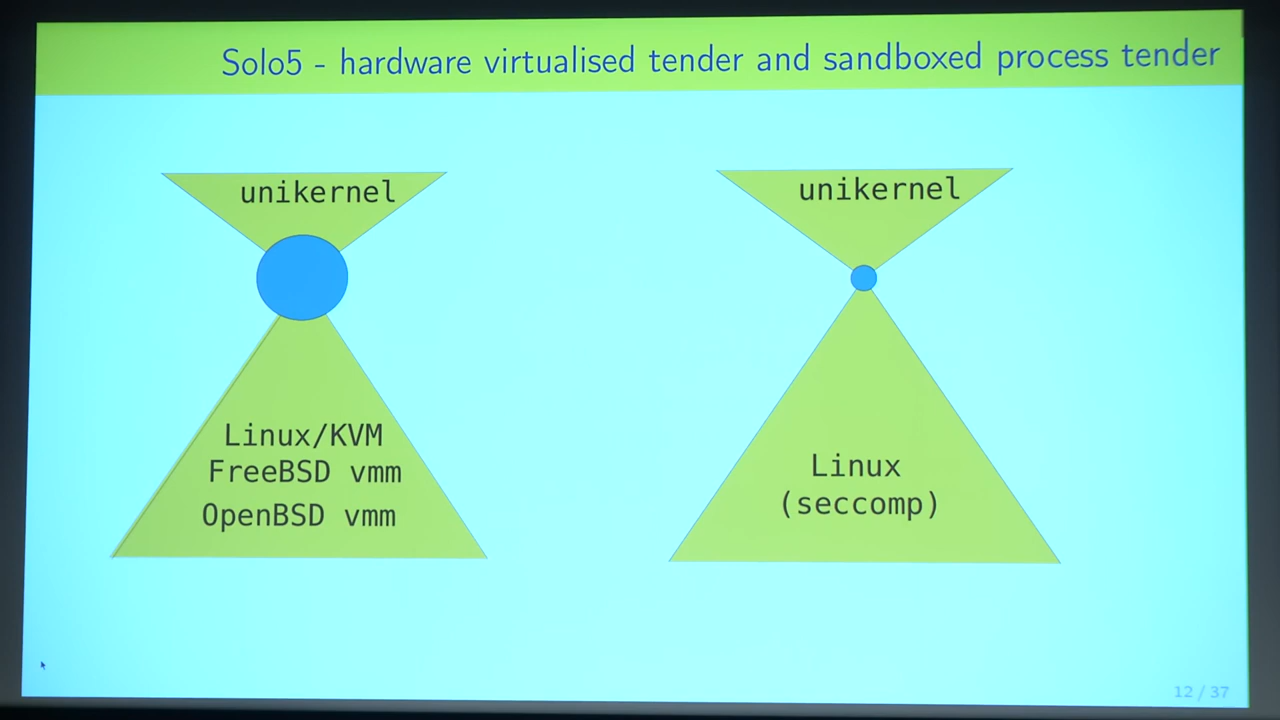 Solo5 - hardware virtualised tender and sandboxed process tender
unikernel
Linux/KVM
FreeBSD vmm
OpenBSD vmm
unikernel
Linux
(seccomp)
12 / 37